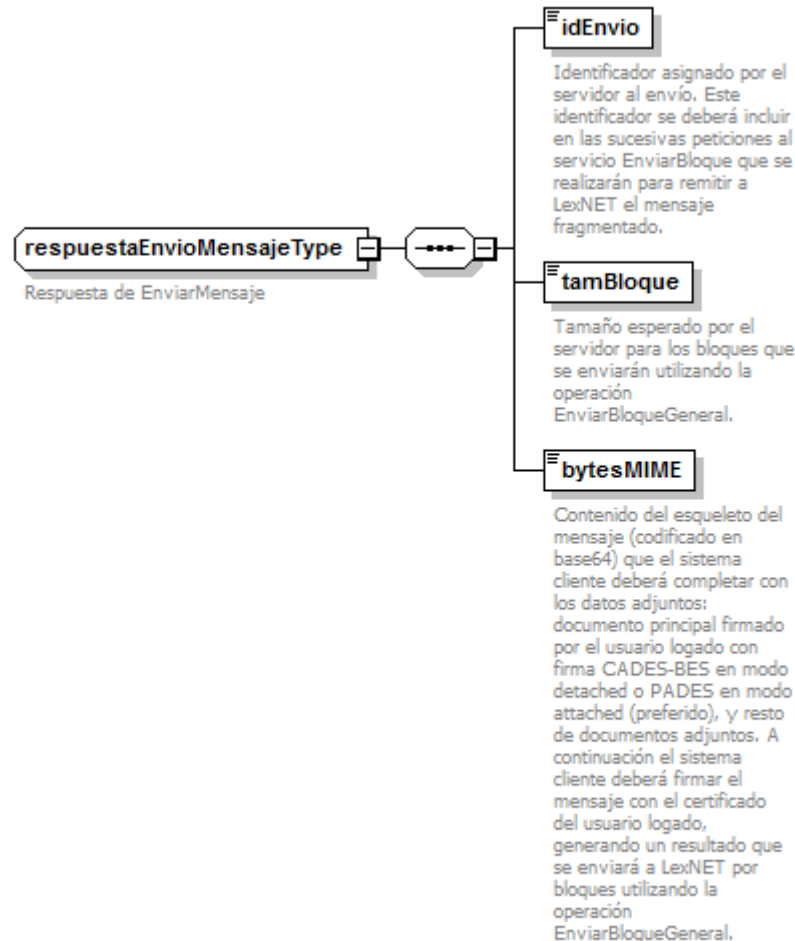 idEnvio
Identificador asignado por el
servidor al envío. Este
identificador se deberá incluir
en las sucesivas peticiones al
servicio EnviarBloque que se
realizarán para remitir a
LexNET el mensaje
fragmentado.
respuestaEnvioMensajeType
Respuesta de EnviarMensaje
tamBloque
Tamaño esperado por el
servidor para los bloques que
se enviarán utilizando la
operación
EnviarBloqueGeneral.
bytesMIME
Contenido del esqueleto del
mensaje (codificado en
base64) que el sistema
cliente deberá completar con
los datos adjuntos:
documento principal firmado
por el usuario logado con
firma CADES-BES en modo
detached o PADES en modo
attached (preferido), y resto
de documentos adjuntos. A
continuación el sistema
cliente deberá firmar el
mensaje con el certificado
del usuario logado,
generando un resultado que
se enviará a LexNET por
bloques utilizando la
operación
EnviarBloqueGeneral.